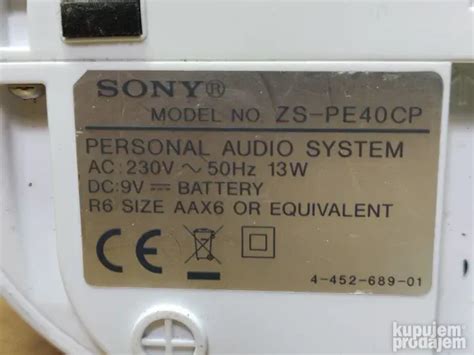 SONY®
MODEL NO. ZS-PE40CP
PERSONAL AUDIO SYSTEM
AC:230V ~ 50Hz 13W
DC:9V ⎓ BATTERY
R6 SIZE AAX6 OR EQUIVALENT
CE
4-452-689-01
kupujem
prodajem